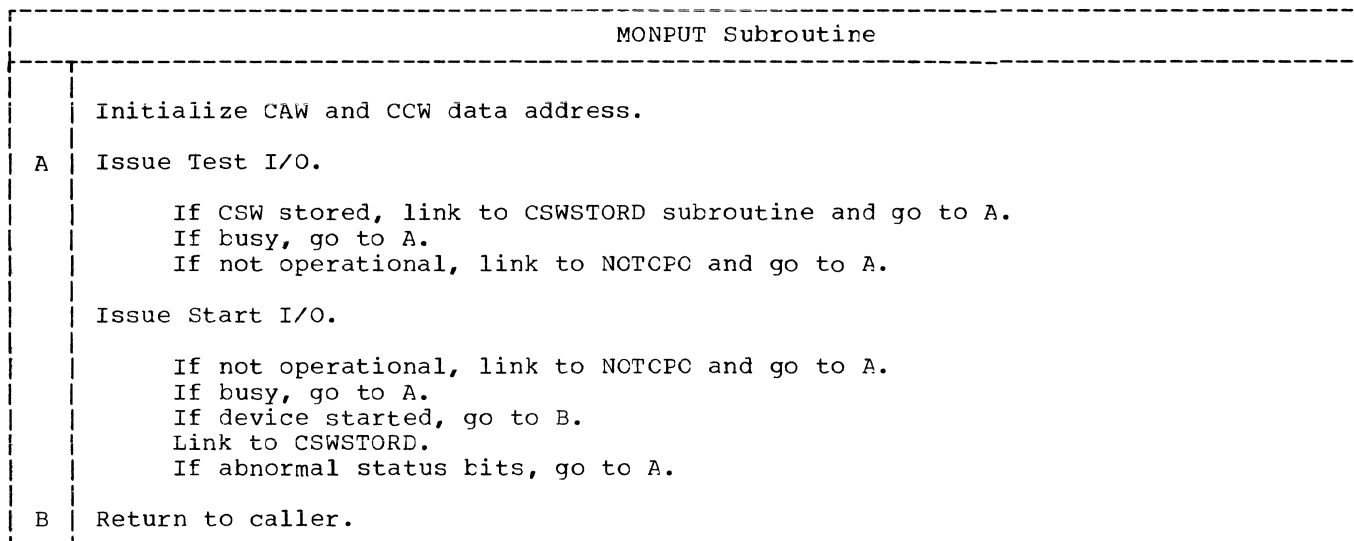 MONPUT Subroutine
Initialize CAW and CCW data address.
A Issue Test I/O.
If CSW stored, link to CSWSTORD subroutine and go to A.
If busy, go to A.
If not operational, link to NOTCPC and go to A.
Issue Start I/O.
If not operational, link to NOTCPC and go to A.
If busy, go to A.
If device started, go to B.
Link to CSWSTORD.
If abnormal status bits, go to A.
B Return to caller.